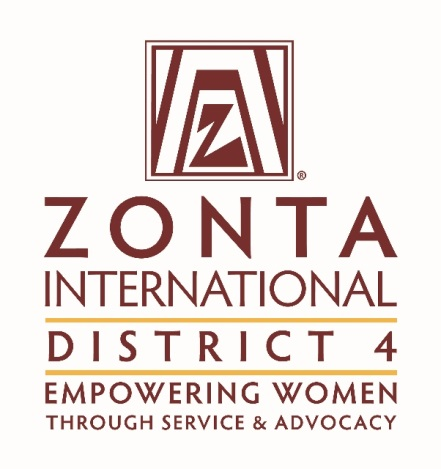 Z
®
ZONTA
INTERNATIONAL
DISTRICT 4
EMPOWERING WOMEN
THROUGH SERVICE & ADVOCACY